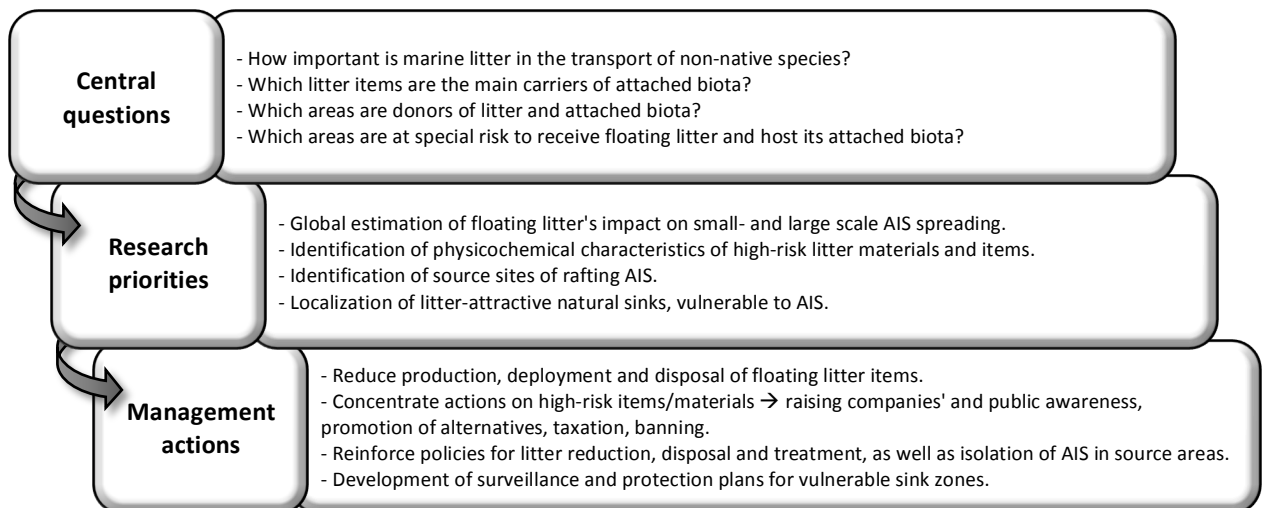 Central
questions
- How important is marine litter in the transport of non-native species?
- Which litter items are the main carriers of attached biota?
- Which areas are donors of litter and attached biota?
- Which areas are at special risk to receive floating litter and host its attached biota?
Research
priorities
- Global estimation of floating litter's impact on small- and large scale AIS spreading.
- Identification of physicochemical characteristics of high-risk litter materials and items.
- Identification of source sites of rafting AIS.
- Localization of litter-attractive natural sinks, vulnerable to AIS.
Management
actions
- Reduce production, deployment and disposal of floating litter items.
- Concentrate actions on high-risk items/materials → raising companies' and public awareness,
promotion of alternatives, taxation, banning.
- Reinforce policies for litter reduction, disposal and treatment, as well as isolation of AIS in source areas.
- Development of surveillance and protection plans for vulnerable sink zones.